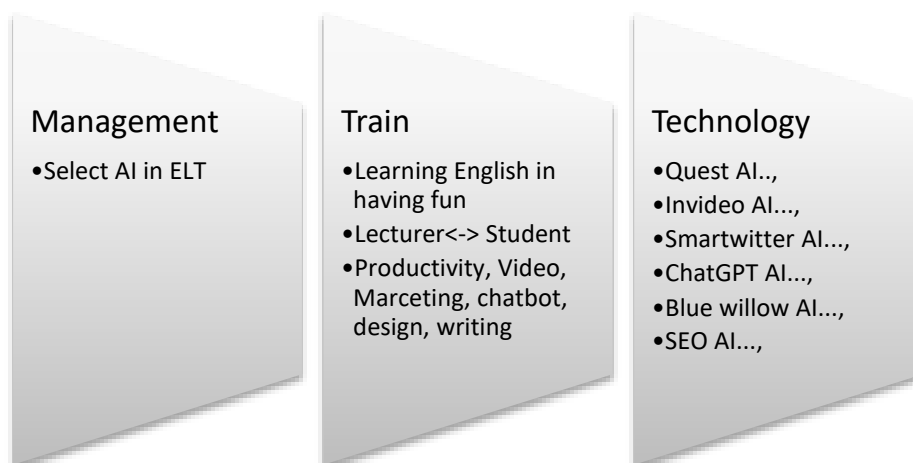 Management
•Select AI in ELT
Train
•Learning English in
having fun
•Lecturer<-> Student
•Productivity, Video,
Marceting, chatbot,
design, writing
Technology
•Quest AI..,
•Invideo AI...,
•Smartwitter AI...,
•ChatGPT AI...,
•Blue willow AI...,
•SEO AI...,